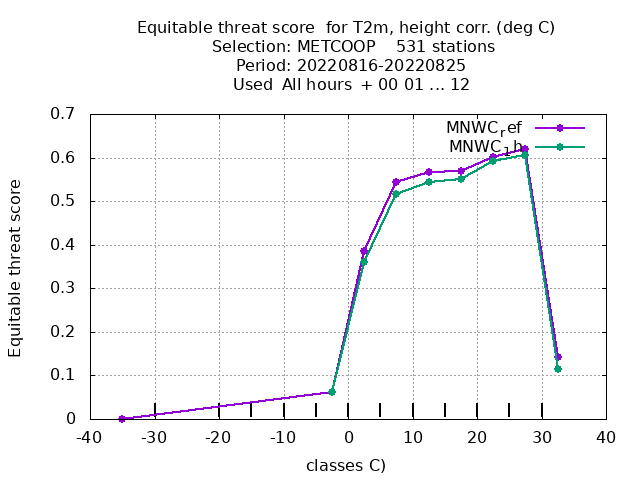 Equitable threat score for T2m, height corr. (deg C)
Selection: METCOOP 531 stations
Period: 20220816-20220825
Used All hours + 00 01 ... 12
MNWC_ref
MNWC_1h
Equitable threat score
0.7
0.6
0.5
0.4
0.3
0.2
0.1
0
-40 -30 -20 -10 0 10 20 30 40
classes C)